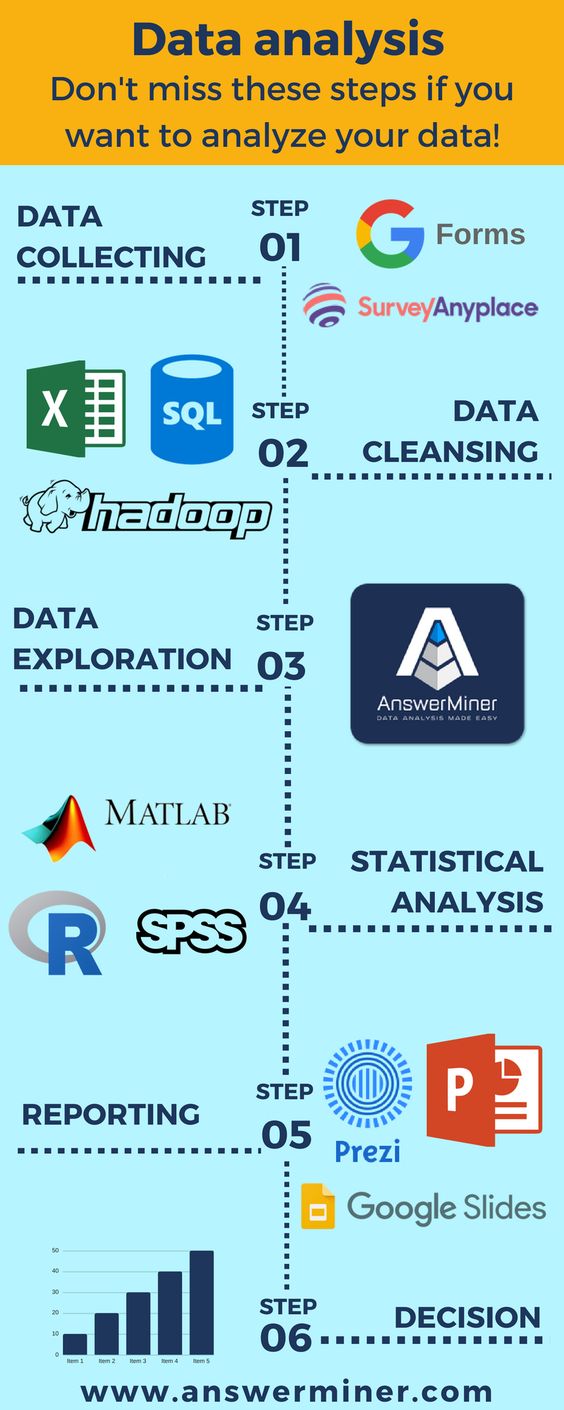 Data analysis
Don't miss these steps if you
want to analyze your data!
DATA
COLLECTING
STEP
01
G Forms
SurveyAnyplace
X
SQL
hadoop
STEP
02
DATA
CLEANSING
DATA
EXPLORATION
STEP
03
AnswerMiner
DATA ANALYSIS MADE EASY
MATLAB
R
SPSS
STEP
04
STATISTICAL
ANALYSIS
REPORTING
STEP
05
Prezi
P
Google Slides
50
40
30
20
10
0
Item 1 Item 2 Item 3 Item 4 Item 5
STEP
06
DECISION
www.answerminer.com